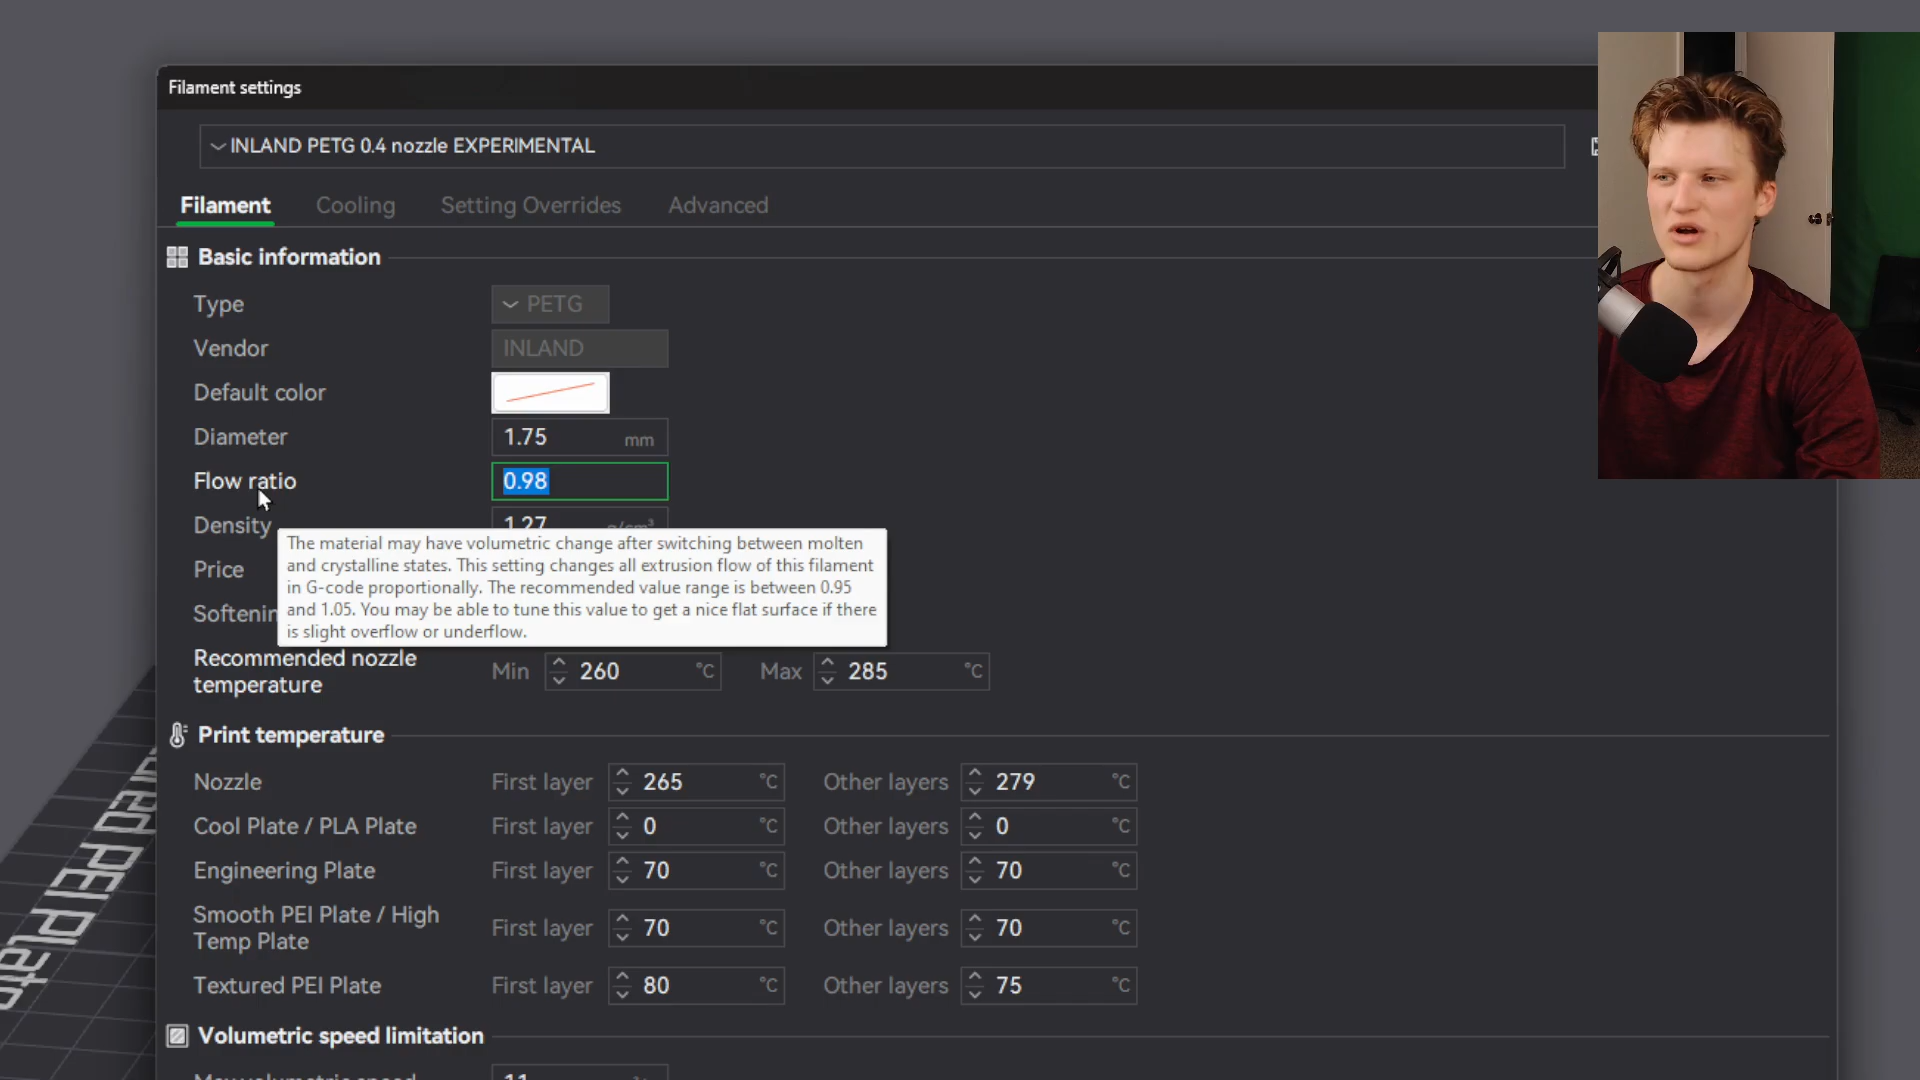 Filament settings
INLAND PETG 0.4 nozzle EXPERIMENTAL
Filament Cooling Setting Overrides Advanced
Basic information
Type PETG
Vendor INLAND
Default color
Diameter 1.75 mm
Flow ratio 0.98
Density 1.27 g/cm³
The material may have volumetric change after switching between molten
and crystalline states. This setting changes all extrusion flow of this filament
in G-code proportionally. The recommended value range is between 0.95
and 1.05. You may be able to tune this value to get a nice flat surface if there
is slight overflow or underflow.
Price
Recommended nozzle
temperature
Min 260 °C Max 285 °C
Print temperature
Nozzle First layer 265 °C Other layers 279 °C
Cool Plate / PLA Plate First layer 0 °C Other layers 0 °C
Engineering Plate First layer 70 °C Other layers 70 °C
Smooth PEI Plate / High
Temp Plate
First layer 70 °C Other layers 70 °C
Textured PEI Plate First layer 80 °C Other layers 75 °C
Volumetric speed limitation